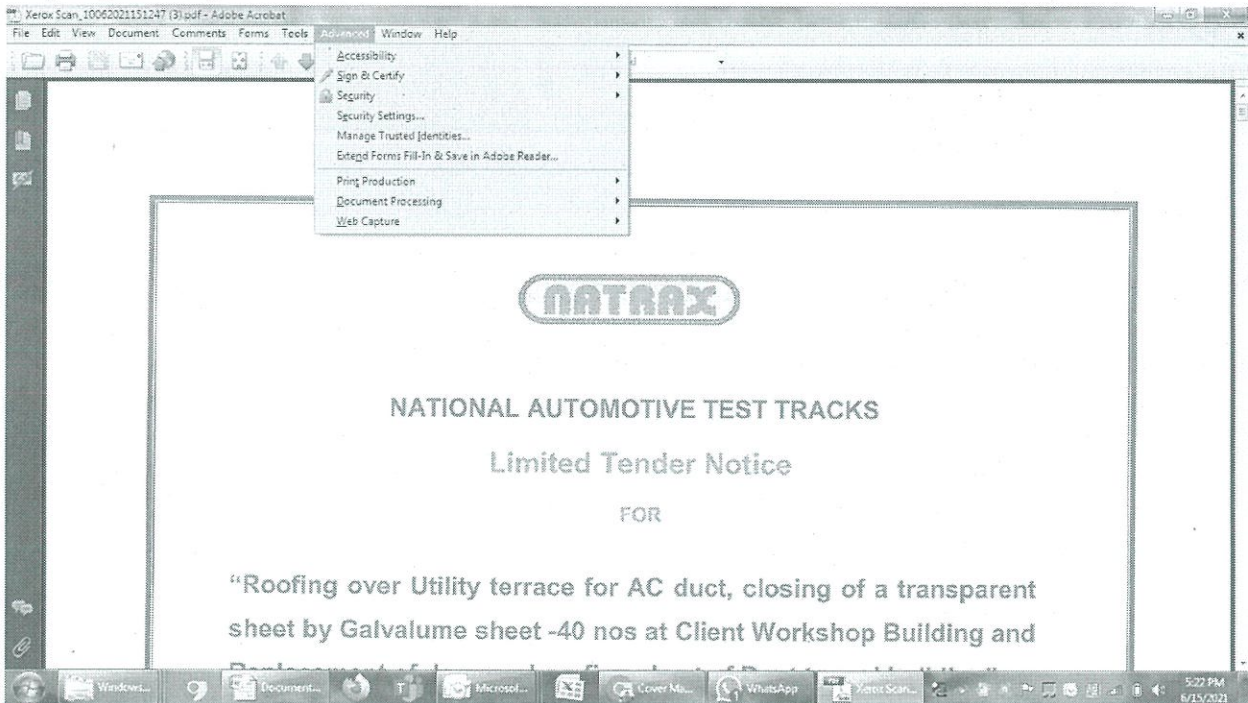 Xerox Scan_10062021151247 (3).pdf - Adobe Acrobat
File Edit View Document Comments Forms Tools Advanced Window Help
Accessibility
Sign & Certify
Security
Security Settings...
Manage Trusted Identities...
Extend Forms Fill-In & Save in Adobe Reader...
Print Production
Document Processing
Web Capture
NATRAX
NATIONAL AUTOMOTIVE TEST TRACKS
Limited Tender Notice
FOR
“Roofing over Utility terrace for AC duct, closing of a transparent
sheet by Galvalume sheet -40 nos at Client Workshop Building and
Windows... Document... Microsof... Cover Ma... WhatsApp Xerox Scan... 5:22 PM
6/15/2021